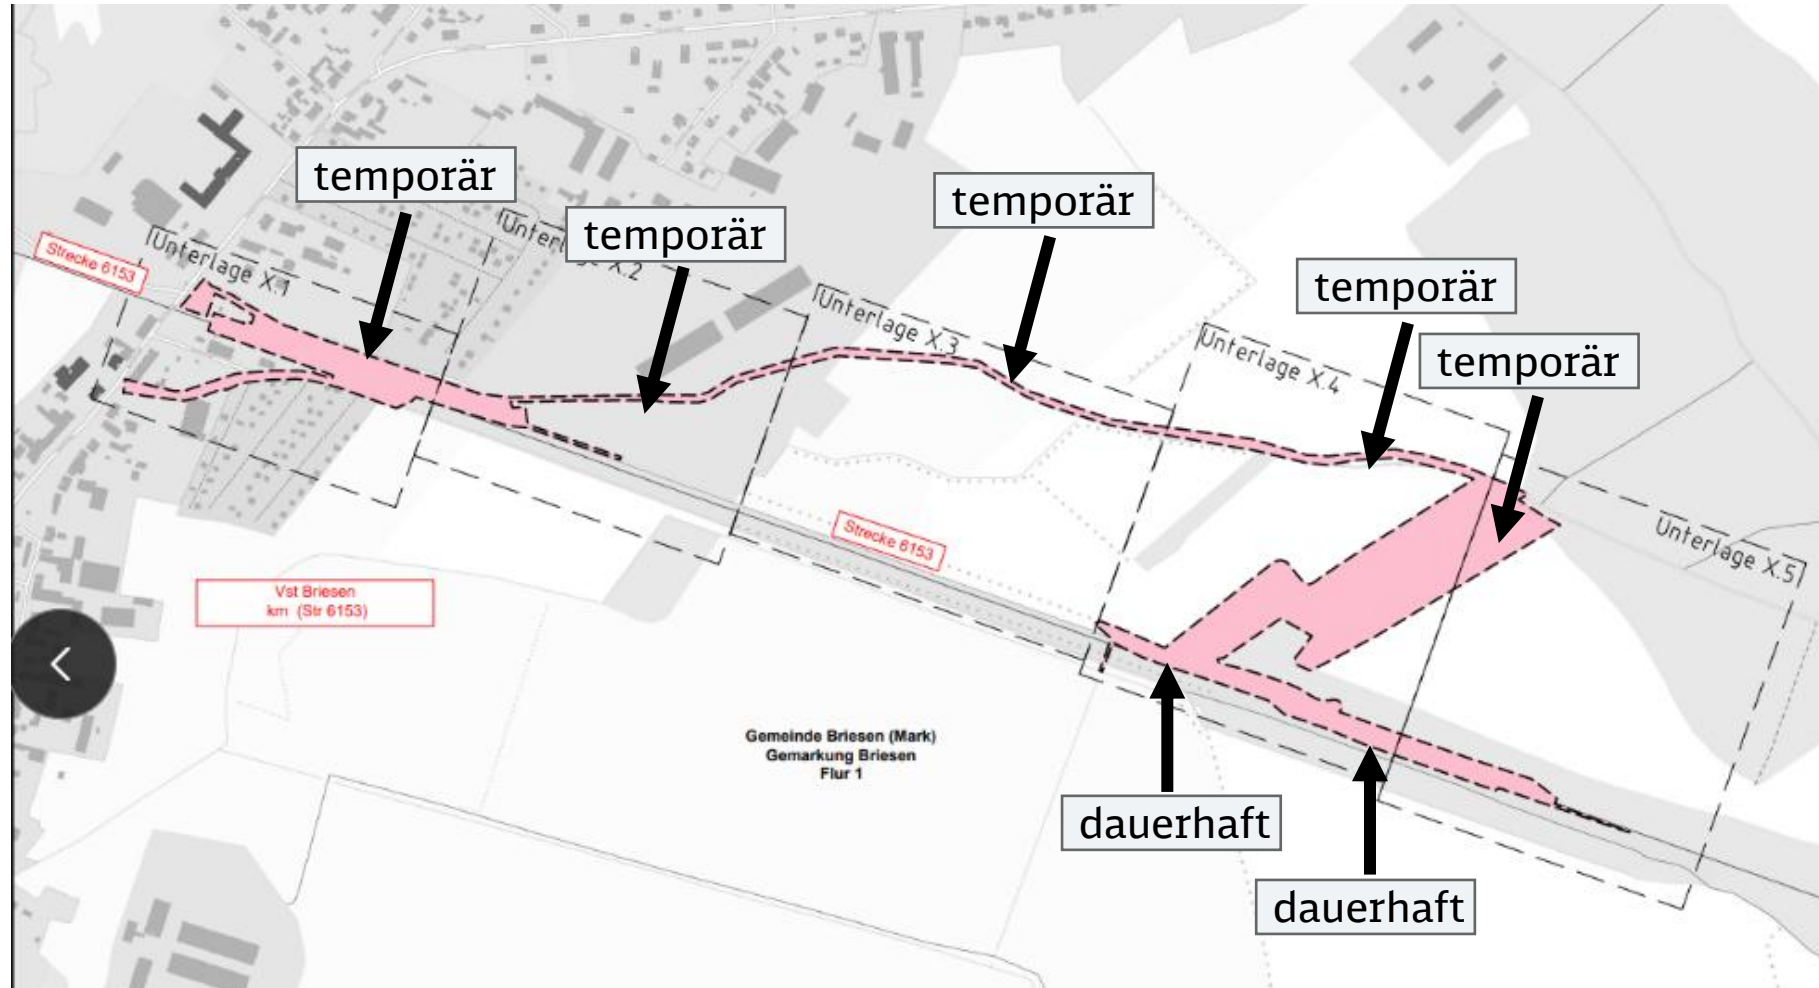 temporär
temporär
temporär
temporär
temporär
Strecke 6153
Unterlage X.1
X.2
Unterlage X.3
Unterlage X.4
Unterlage X.5
Strecke 6153
Vst Briesen
km (Str 6153)
Gemeinde Briesen (Mark)
Gemarkung Briesen
Flur 1
dauerhaft
dauerhaft